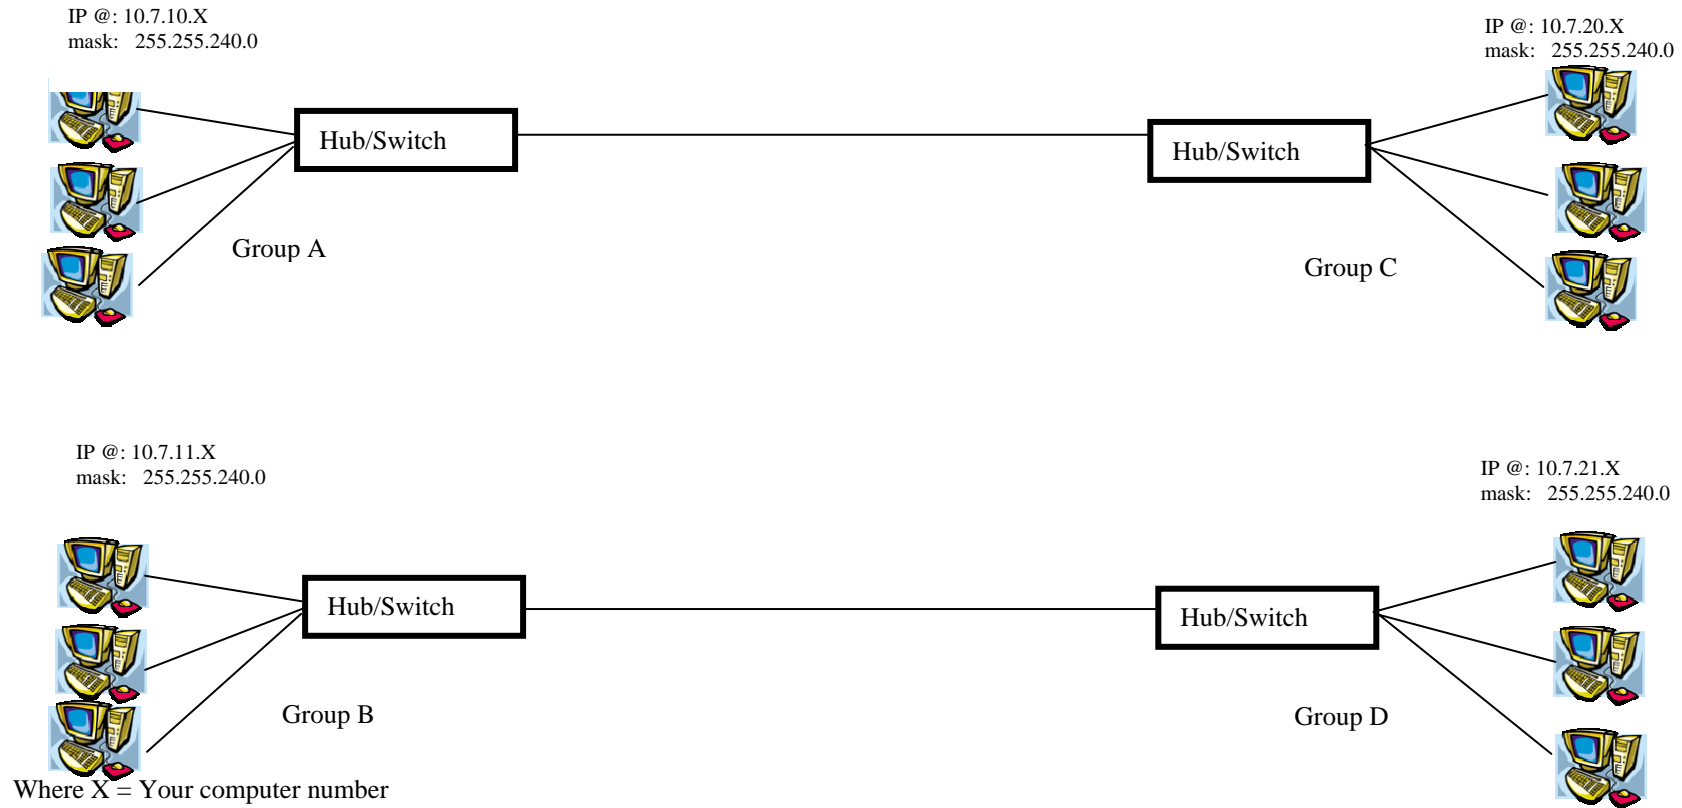 IP @: 10.7.10.X
mask: 255.255.240.0
IP @: 10.7.20.X
mask: 255.255.240.0
Hub/Switch
Hub/Switch
Group A
Group C
IP @: 10.7.11.X
mask: 255.255.240.0
IP @: 10.7.21.X
mask: 255.255.240.0
Hub/Switch
Hub/Switch
Group B
Group D
Where X = Your computer number